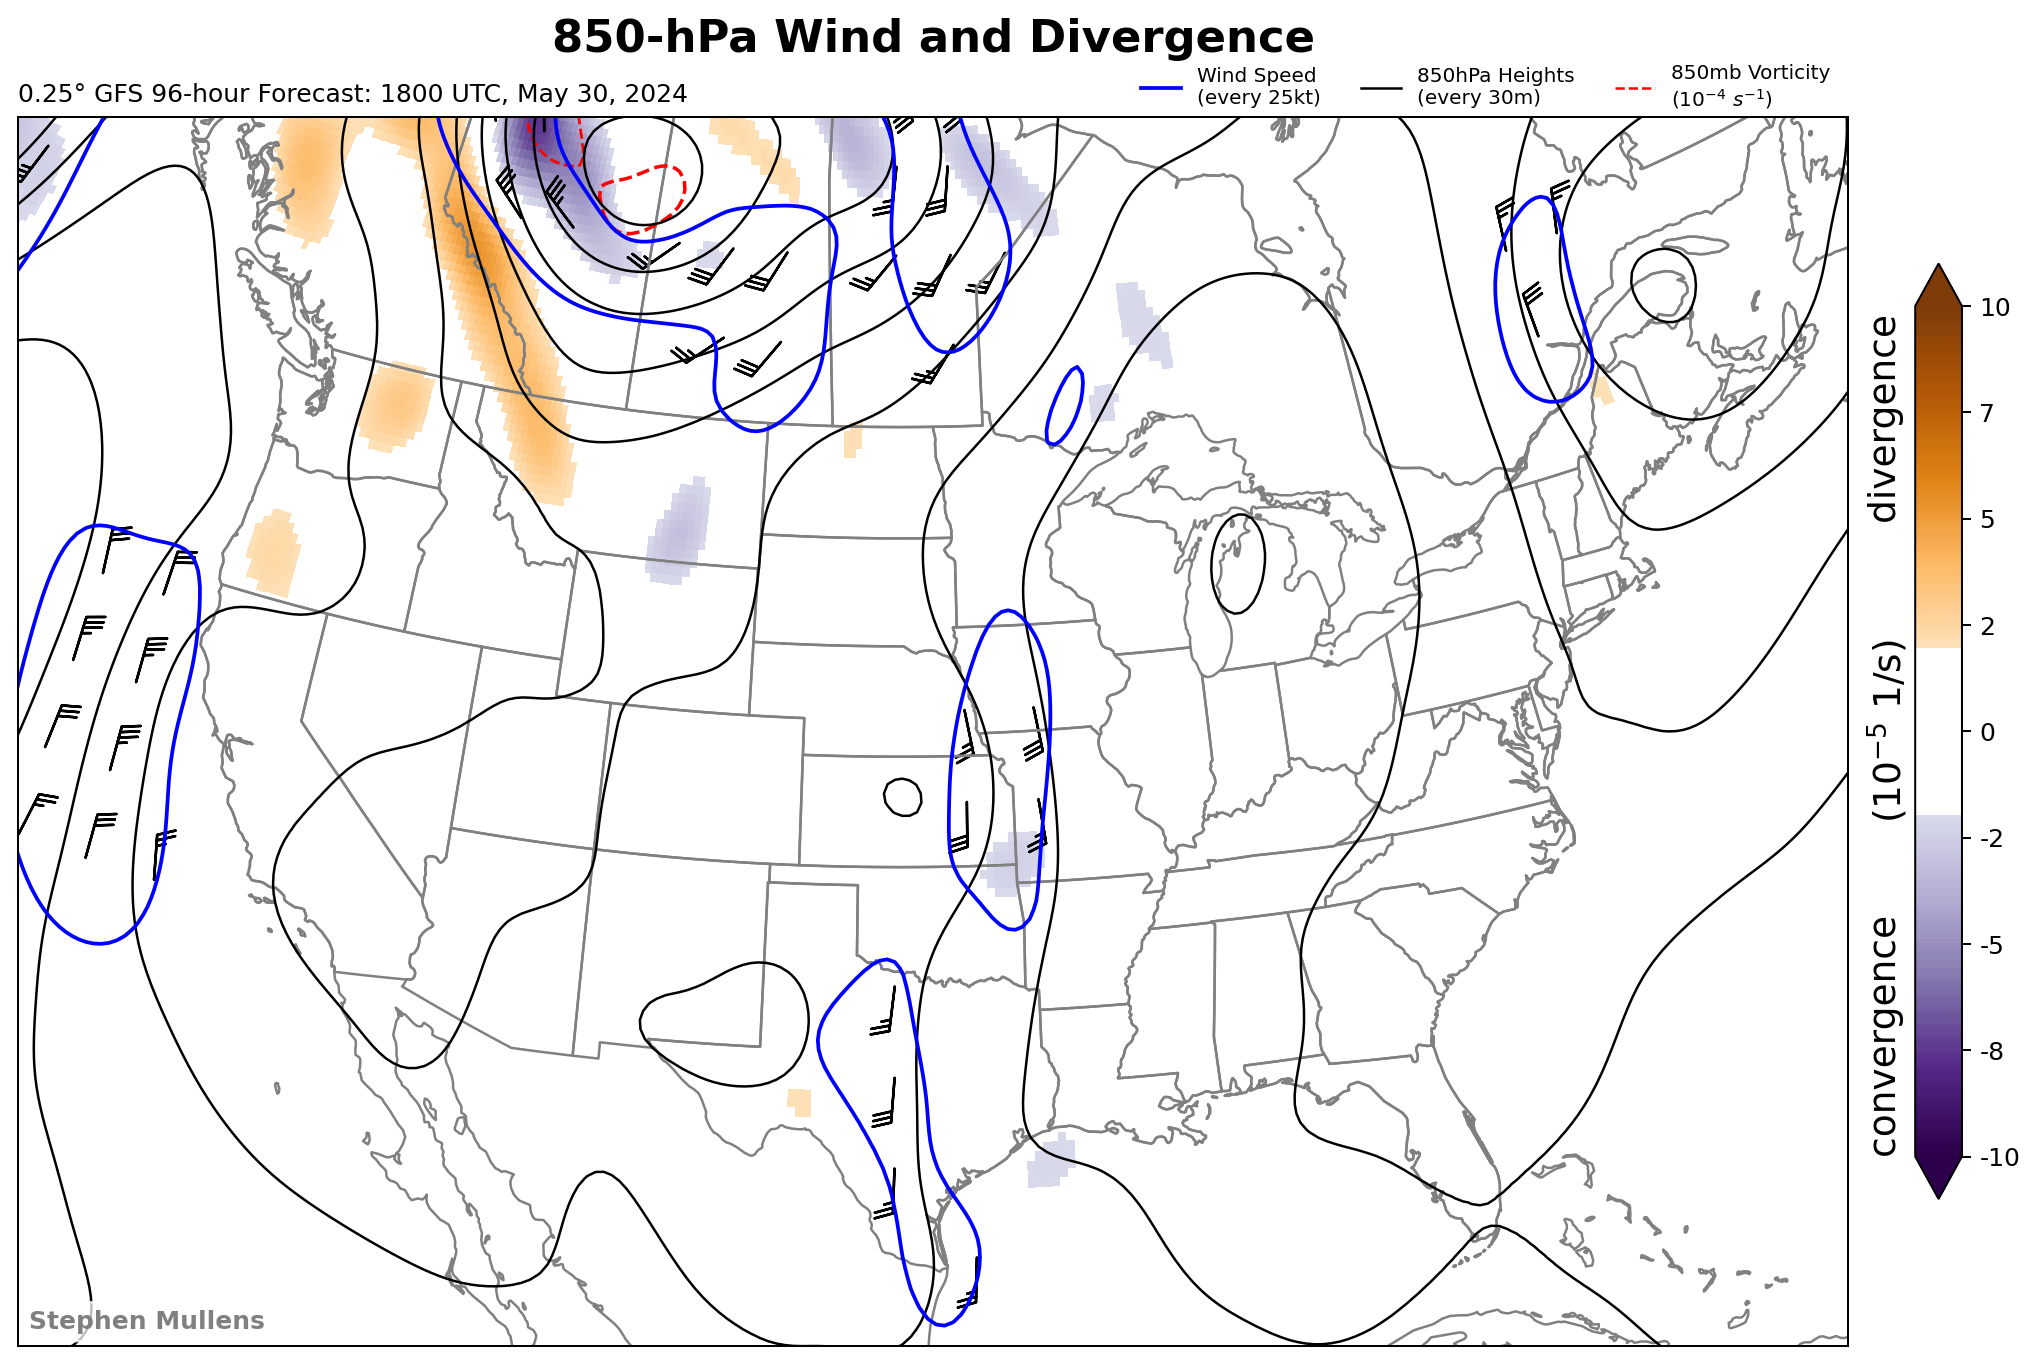 850-hPa Wind and Divergence
0.25° GFS 96-hour Forecast: 1800 UTC, May 30, 2024
Wind Speed
(every 25kt)
850hPa Heights
(every 30m)
850mb Vorticity
(10⁻⁴ s⁻¹)
10
7
5
2
0
-2
-5
-8
-10
convergence (10⁻⁵ 1/s) divergence
Stephen Mullens